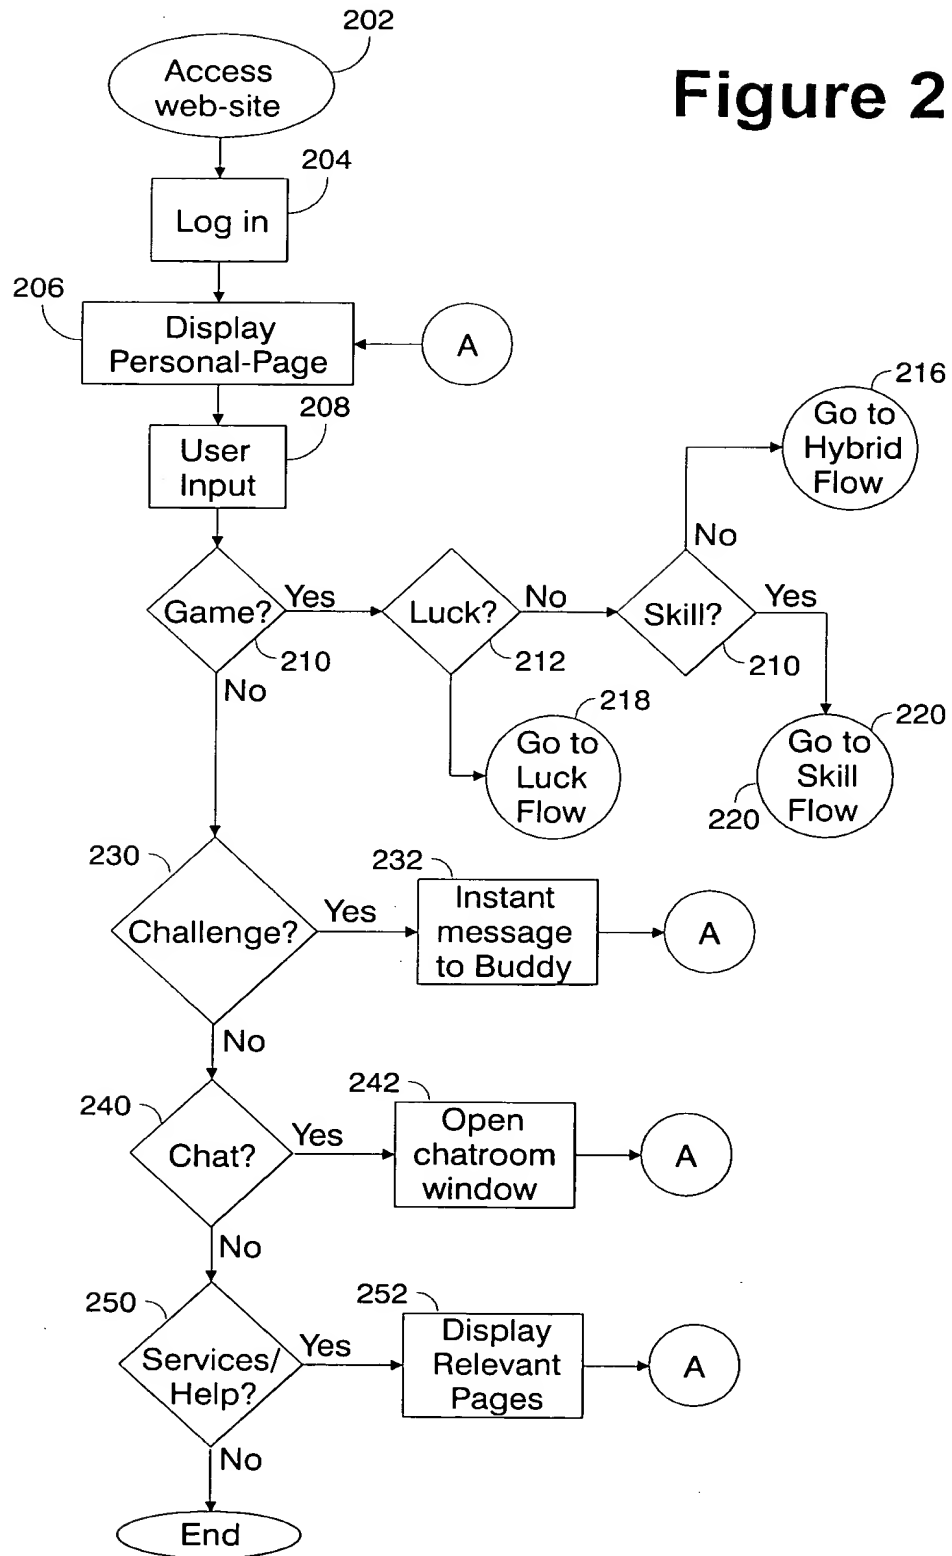 202
Access
web-site
Figure 2
204
Log in
206
Display
Personal-Page
A
208
User
Input
216
Go to
Hybrid
Flow
No
Game?
Yes
Luck?
No
Skill?
Yes
210
212
210
No
218
Go to
Luck
Flow
220
Go to
Skill
Flow
220
230
Challenge?
Yes
232
Instant
message
to Buddy
A
No
240
Chat?
Yes
242
Open
chatroom
window
A
No
250
Services/
Help?
Yes
252
Display
Relevant
Pages
A
No
End